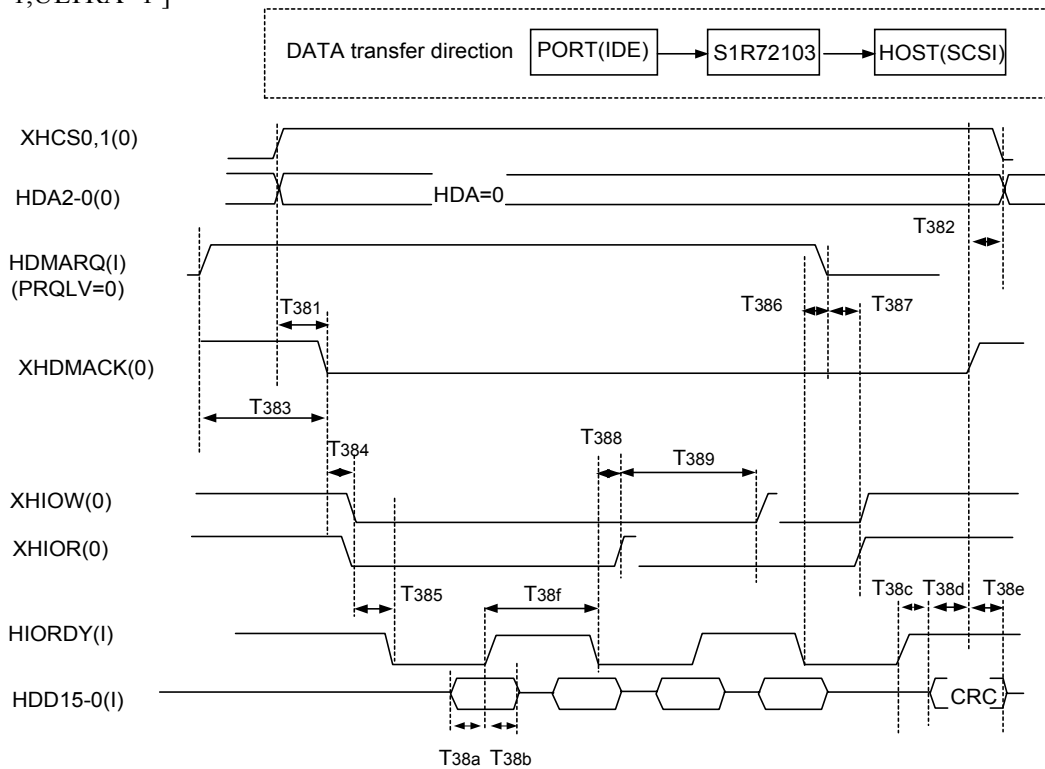 1,ULTRA=1 ]
DATA transfer direction PORT(IDE) S1R72103 HOST(SCSI)
XHCS0,1(0)
HDA2-0(0)
HDA=0
T382
HDMARQ(I)
(PRQLV=0)
T381
T386
T387
XHDMACK(0)
T383
T384
T388
T389
XHIOW(0)
XHIOR(0)
T385
T38f
T38c
T38d
T38e
HIORDY(I)
HDD15-0(I)
CRC
T38a
T38b